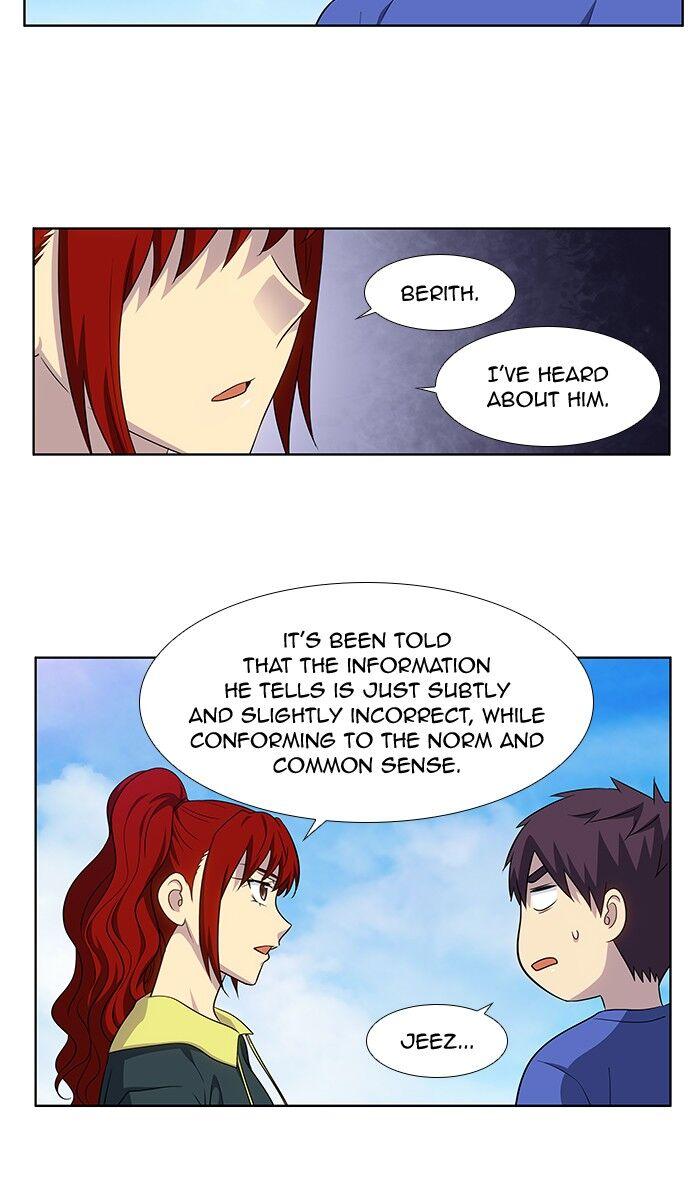 BERITH.
I'VE HEARD
ABOUT HIM.
IT'S BEEN TOLD
THAT THE INFORMATION
HE TELLS IS JUST SUBTLY
AND SLIGHTLY INCORRECT, WHILE
CONFORMING TO THE NORM AND
COMMON SENSE.
JEEZ...